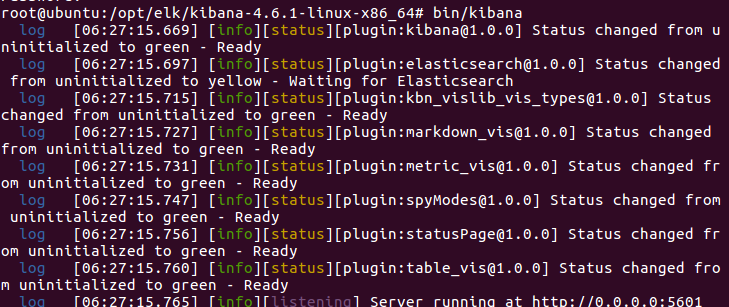 root@ubuntu:/opt/elk/kibana-4.6.1-linux-x86_64# bin/kibana
log [06:27:15.669] [info][status][plugin:kibana@1.0.0] Status changed from u
ninitialized to green - Ready
log [06:27:15.697] [info][status][plugin:elasticsearch@1.0.0] Status changed
from uninitialized to yellow - Waiting for Elasticsearch
log [06:27:15.715] [info][status][plugin:kbn_vislib_vis_types@1.0.0] Status
changed from uninitialized to green - Ready
log [06:27:15.727] [info][status][plugin:markdown_vis@1.0.0] Status changed
from uninitialized to green - Ready
log [06:27:15.731] [info][status][plugin:metric_vis@1.0.0] Status changed fr
om uninitialized to green - Ready
log [06:27:15.747] [info][status][plugin:spyModes@1.0.0] Status changed from
uninitialized to green - Ready
log [06:27:15.756] [info][status][plugin:statusPage@1.0.0] Status changed fr
om uninitialized to green - Ready
log [06:27:15.760] [info][status][plugin:table_vis@1.0.0] Status changed fro
m uninitialized to green - Ready
log [06:27:15.765] [info][listening] Server running at http://0.0.0.0:5601